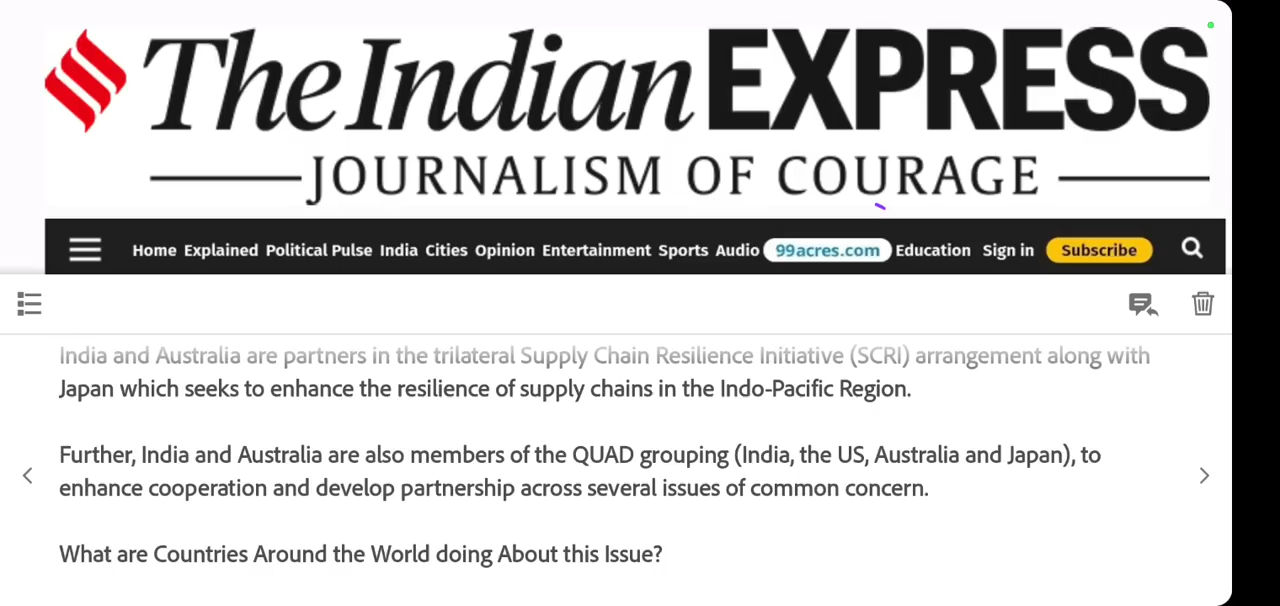 The Indian EXPRESS
JOURNALISM OF COURAGE
Home Explained Political Pulse India Cities Opinion Entertainment Sports Audio 99acres.com Education Sign in Subscribe
India and Australia are partners in the trilateral Supply Chain Resilience Initiative (SCRI) arrangement along with
Japan which seeks to enhance the resilience of supply chains in the Indo-Pacific Region.
Further, India and Australia are also members of the QUAD grouping (India, the US, Australia and Japan), to
enhance cooperation and develop partnership across several issues of common concern.
What are Countries Around the World doing About this Issue?